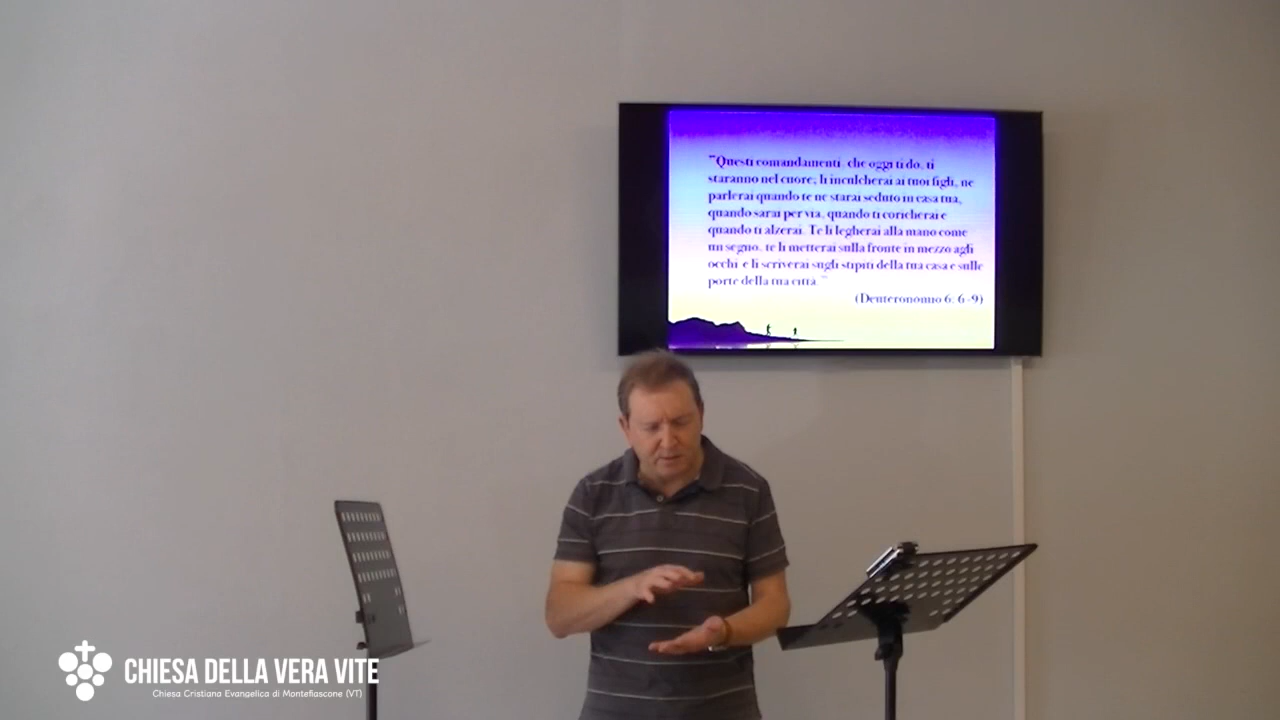 "Questi comandamenti, che oggi ti do, ti
staranno nel cuore; li inculcherai ai tuoi figli, ne
parlerai quando te ne starai seduto in casa tua,
quando sarai per via, quando ti coricherai e
quando ti alzerai. Te li legherai alla mano come
un segno, te li metterai sulla fronte in mezzo agli
occhi e li scriverai sugli stipiti della tua casa e sulle
porte della tua città."
(Deuteronomio 6: 6-9)
CHIESA DELLA VERA VITE
Chiesa Cristiana Evangelica di Montefiascone (VT)